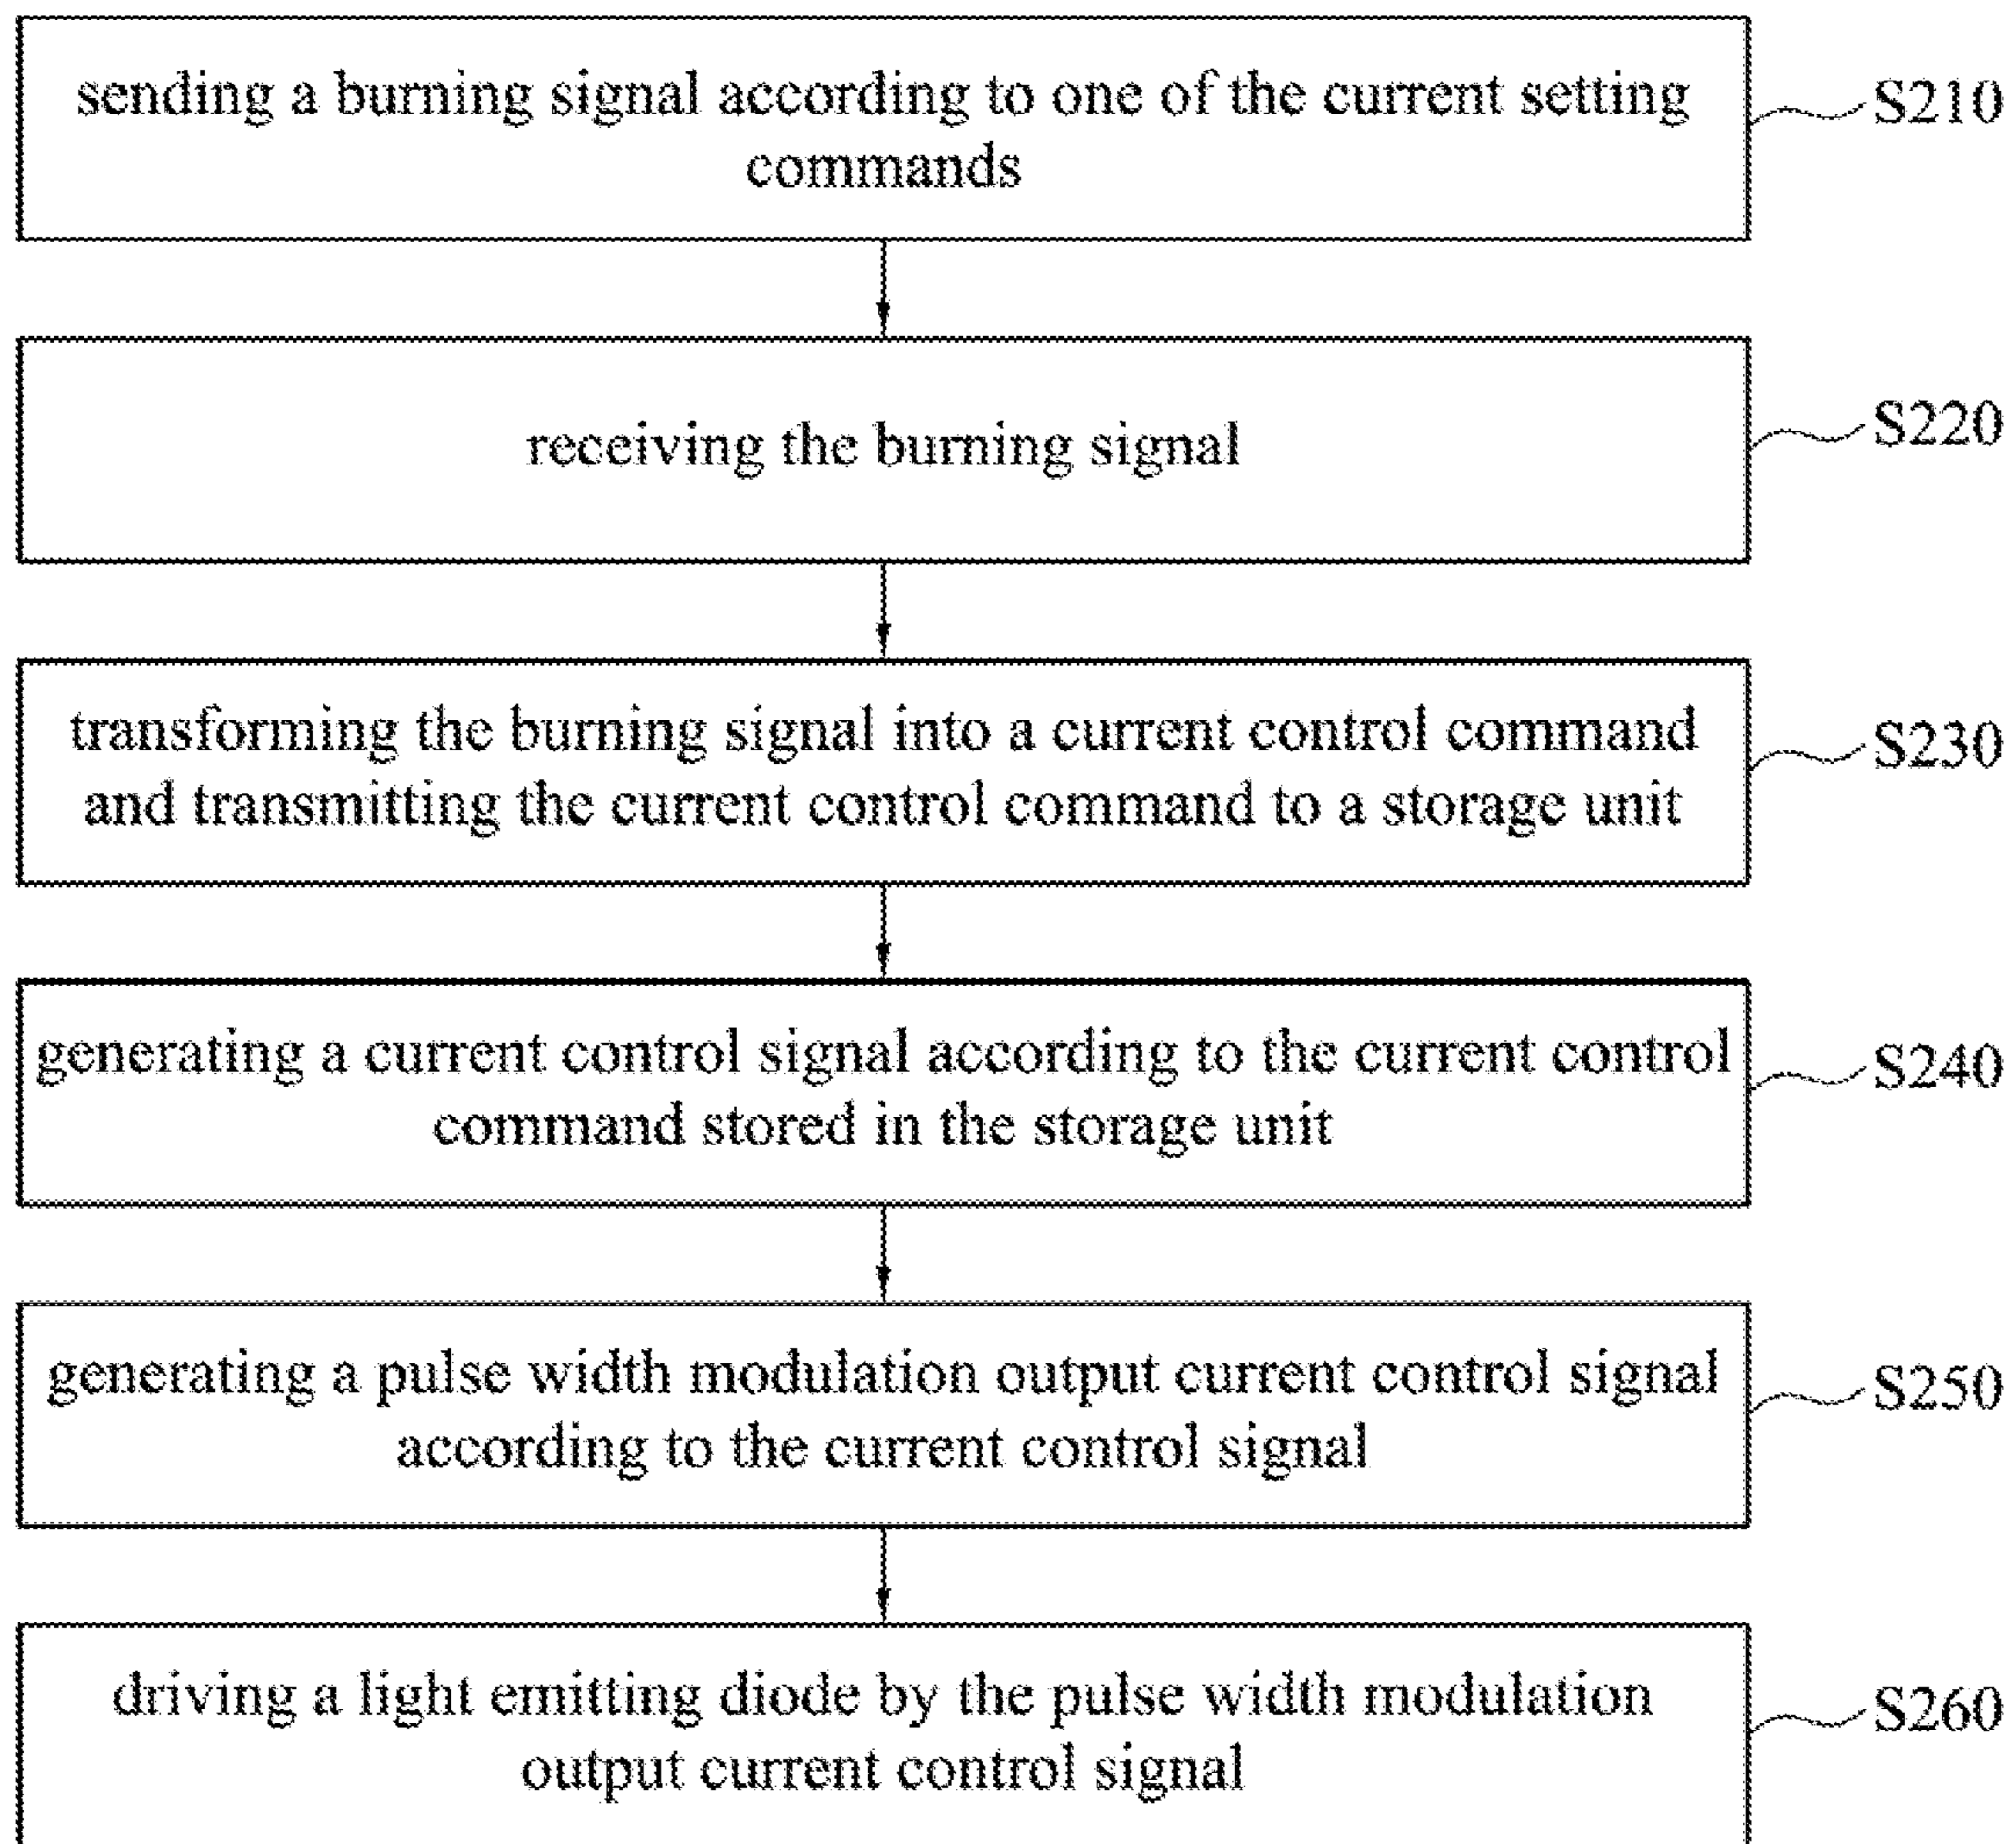 sending a burning signal according to one of the current setting
commands
S210
receiving the burning signal
S220
transforming the burning signal into a current control command
and transmitting the current control command to a storage unit
S230
generating a current control signal according to the current control
command stored in the storage unit
S240
generating a pulse width modulation output current control signal
according to the current control signal
S250
driving a light emitting diode by the pulse width modulation
output current control signal
S260